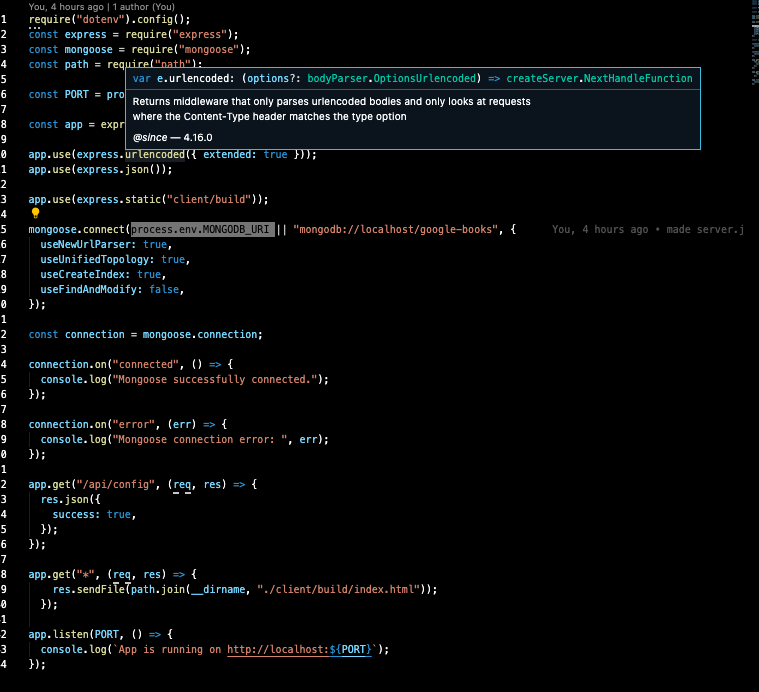 You, 4 hours ago | 1 author (You)
1 require("dotenv").config();
2 const express = require("express");
3 const mongoose = require("mongoose");
4 const path = require("path");
var e.urlencoded: (options?: bodyParser.OptionsUrlencoded) => createServer.NextHandleFunction
5
6 const PORT = pro
Returns middleware that only parses urlencoded bodies and only looks at requests
where the Content-Type header matches the type option
7
8 const app = expr
@since — 4.16.0
9
0 app.use(express.urlencoded({ extended: true }));
1 app.use(express.json());
2
3 app.use(express.static("client/build"));
4
5 mongoose.connect(process.env.MONGODB_URI || "mongodb://localhost/google-books", { You, 4 hours ago • made server.j
6 useNewUrlParser: true,
7 useUnifiedTopology: true,
8 useCreateIndex: true,
9 useFindAndModify: false,
0 });
1
2 const connection = mongoose.connection;
3
4 connection.on("connected", () => {
5 console.log("Mongoose successfully connected.");
6 });
7
8 connection.on("error", (err) => {
9 console.log("Mongoose connection error: ", err);
0 });
1
2 app.get("/api/config", (req, res) => {
3 res.json({
4 success: true,
5 });
6 });
7
8 app.get("*", (req, res) => {
9 res.sendFile(path.join(__dirname, "./client/build/index.html"));
0 });
1
2 app.listen(PORT, () => {
3 console.log(`App is running on http://localhost:${PORT}`);
4 });